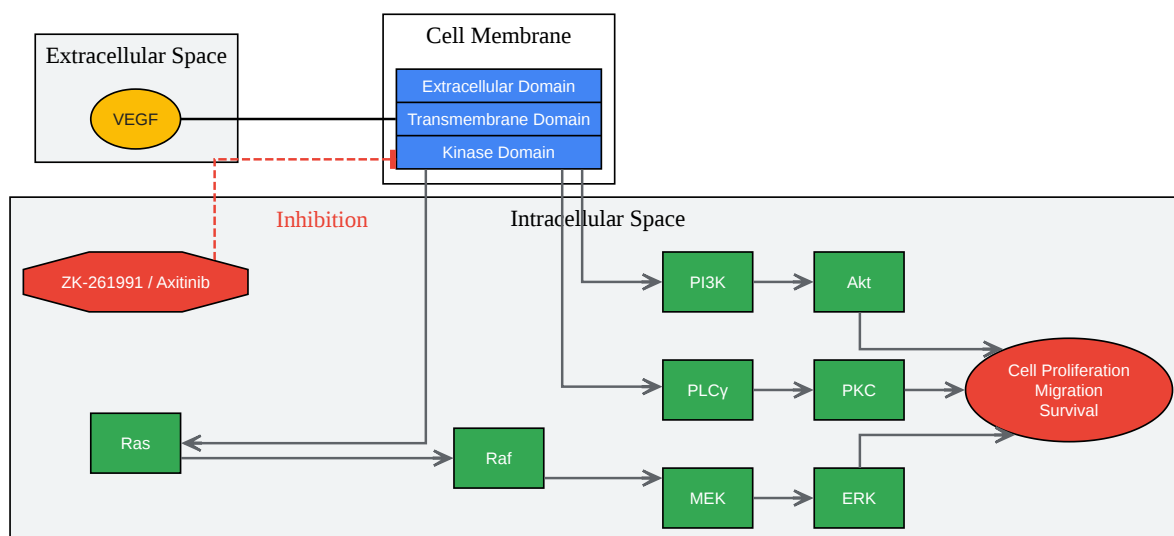 Cell Membrane
Extracellular Space
Extracellular Domain
VEGF
Transmembrane Domain
Kinase Domain
Inhibition
Intracellular Space
ZK-261991 / Axitinib
PI3K
Akt
Cell Proliferation
Migration
Survival
PLCγ
PKC
Ras
Raf
MEK
ERK